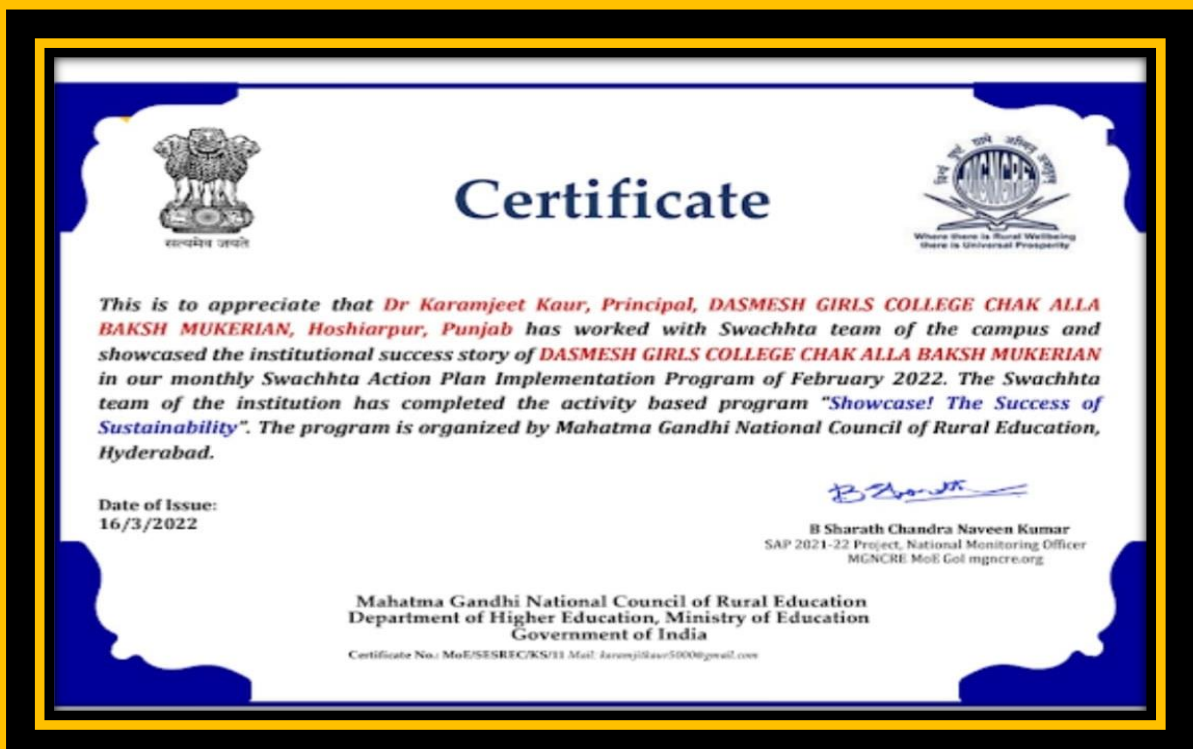 सत्यमेव जयते
Certificate
MGNCRE
Where there is Rural Wellbeing
there is Universal Prosperity
This is to appreciate that Dr Karamjeet Kaur, Principal, DASMESH GIRLS COLLEGE CHAK ALLA
BAKSH MUKERIAN, Hoshiarpur, Punjab has worked with Swachhta team of the campus and
showcased the institutional success story of DASMESH GIRLS COLLEGE CHAK ALLA BAKSH MUKERIAN
in our monthly Swachhta Action Plan Implementation Program of February 2022. The Swachhta
team of the institution has completed the activity based program "Showcase! The Success of
Sustainability". The program is organized by Mahatma Gandhi National Council of Rural Education,
Hyderabad.
Date of Issue:
16/3/2022
B Sharath Chandra Naveen Kumar
SAP 2021-22 Project, National Monitoring Officer
MGNCRE MoE GoI mgncre.org
Mahatma Gandhi National Council of Rural Education
Department of Higher Education, Ministry of Education
Government of India
Certificate No.: MoE/SESREC/KS/11 Mail: karamjitkaur5000@gmail.com